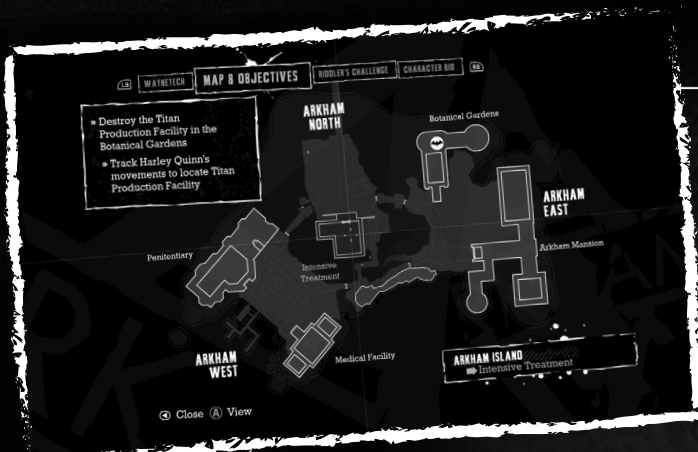 LB
WAYNETECH
MAP & OBJECTIVES
RIDDLER'S CHALLENGE
CHARACTER BIO
RB
Destroy the Titan
Production Facility in the
Botanical Gardens
Track Harley Quinn's
movements to locate Titan
Production Facility
ARKHAM
NORTH
Botanical Gardens
ARKHAM
EAST
Arkham Mansion
Penitentiary
Intensive
Treatment
ARKHAM
WEST
Medical Facility
ARKHAM ISLAND
Intensive Treatment
Close A View